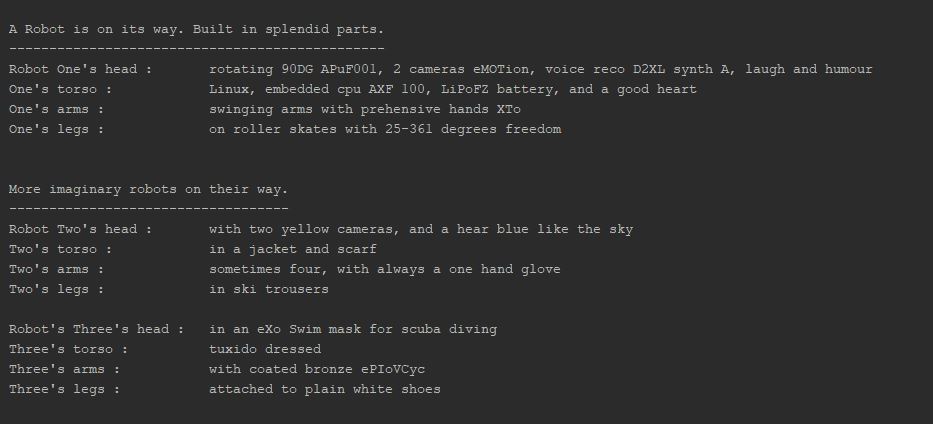 A Robot is on its way. Built in splendid parts.
-----------------------------------------------
Robot One's head :       rotating 90DG APuF001, 2 cameras eMOTion, voice reco D2XL synth A, laugh and humour
One's torso :            Linux, embedded cpu AXF 100, LiPoFZ battery, and a good heart
One's arms :             swinging arms with prehensive hands XTo
One's legs :             on roller skates with 25-361 degrees freedom
More imaginary robots on their way.
-----------------------------------
Robot Two's head :       with two yellow cameras, and a hear blue like the sky
Two's torso :            in a jacket and scarf
Two's arms :             sometimes four, with always a one hand glove
Two's legs :             in ski trousers
Robot's Three's head :   in an eXo Swim mask for scuba diving
Three's torso :          tuxido dressed
Three's arms :           with coated bronze ePIoVCyc
Three's legs :           attached to plain white shoes